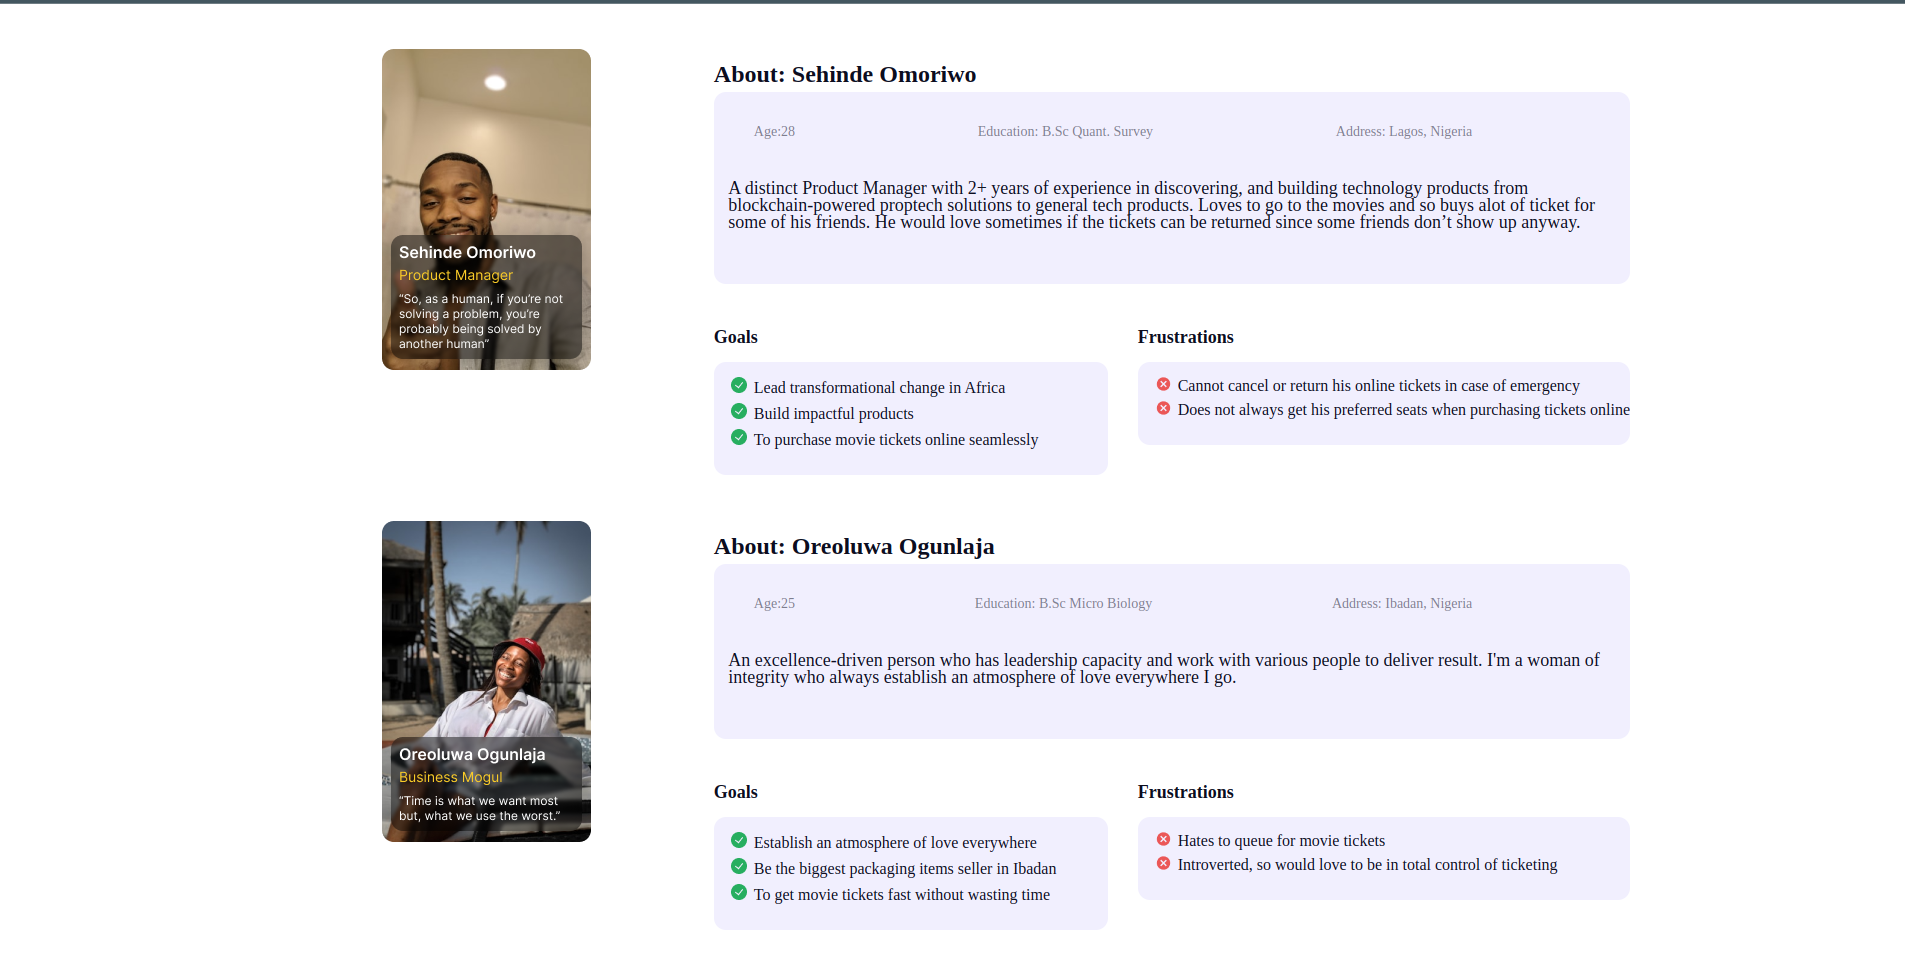 Sehinde Omoriwo
Product Manager
“So, as a human, if you’re not
solving a problem, you’re
probably being solved by
another human”
About: Sehinde Omoriwo
Age:28
Education: B.Sc Quant. Survey
Address: Lagos, Nigeria
A distinct Product Manager with 2+ years of experience in discovering, and building technology products from
blockchain-powered proptech solutions to general tech products. Loves to go to the movies and so buys alot of ticket for
some of his friends. He would love sometimes if the tickets can be returned since some friends don’t show up anyway.
Goals
Lead transformational change in Africa
Build impactful products
To purchase movie tickets online seamlessly
Frustrations
Cannot cancel or return his online tickets in case of emergency
Does not always get his preferred seats when purchasing tickets online
Oreoluwa Ogunlaja
Business Mogul
“Time is what we want most
but, what we use the worst.”
About: Oreoluwa Ogunlaja
Age:25
Education: B.Sc Micro Biology
Address: Ibadan, Nigeria
An excellence-driven person who has leadership capacity and work with various people to deliver result. I'm a woman of
integrity who always establish an atmosphere of love everywhere I go.
Goals
Establish an atmosphere of love everywhere
Be the biggest packaging items seller in Ibadan
To get movie tickets fast without wasting time
Frustrations
Hates to queue for movie tickets
Introverted, so would love to be in total control of ticketing